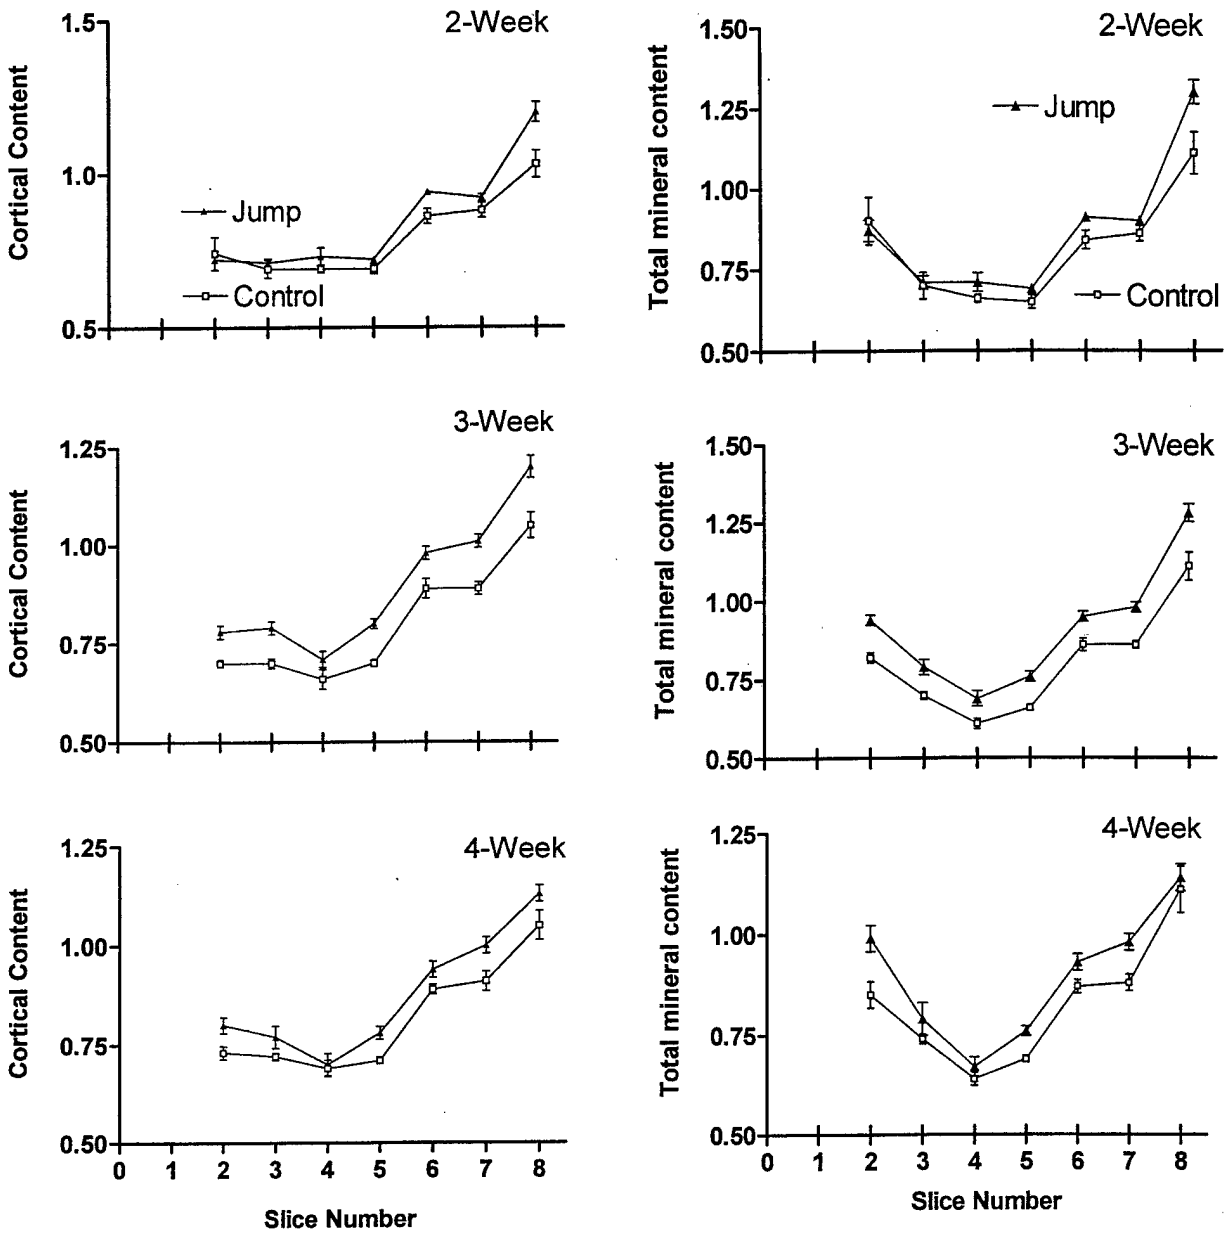 2-Week
1.5
1.0
0.5
Cortical Content
Jump
Control
2-Week
1.50
1.25
1.00
0.75
0.50
Total mineral content
Jump
Control
3-Week
1.25
1.00
0.75
0.50
Cortical Content
3-Week
1.50
1.25
1.00
0.75
0.50
Total mineral content
4-Week
1.25
1.00
0.75
0.50
Cortical Content
0 1 2 3 4 5 6 7 8
Slice Number
4-Week
1.25
1.00
0.75
0.50
Total mineral content
0 1 2 3 4 5 6 7 8
Slice Number